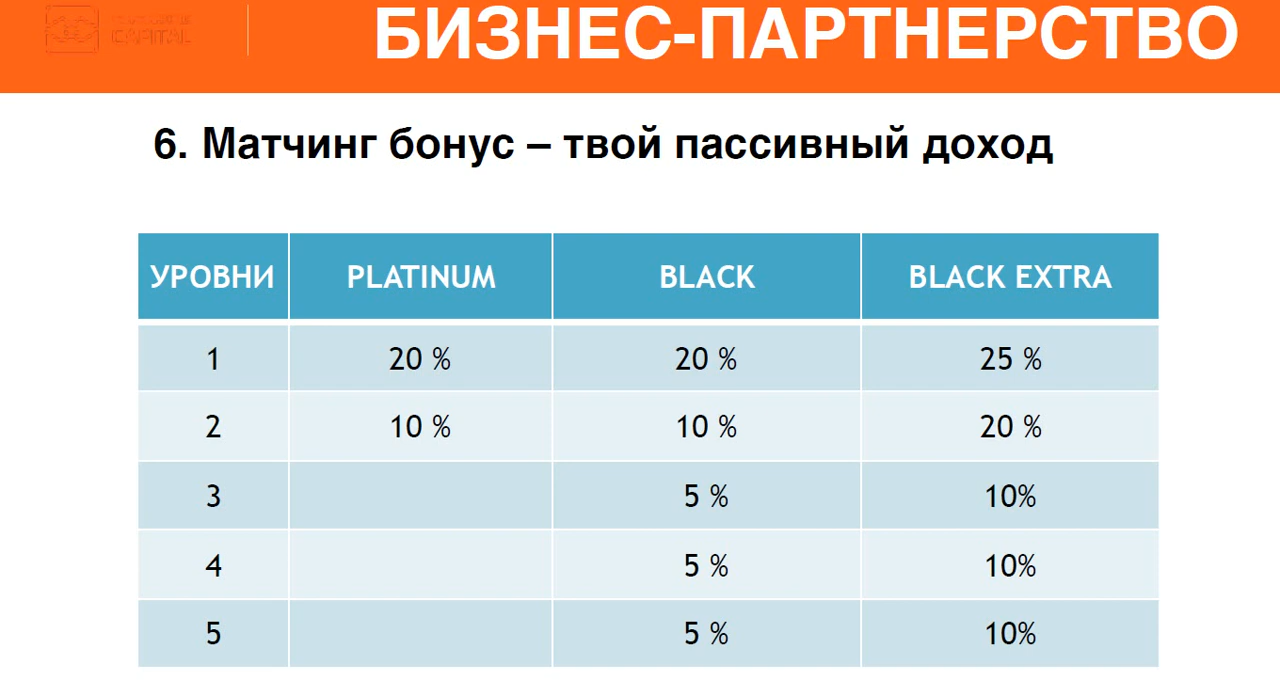 CAPITAL
БИЗНЕС-ПАРТНЕРСТВО
6. Матчинг бонус – твой пассивный доход
УРОВНИ PLATINUM BLACK BLACK EXTRA
1 20 % 20 % 25 %
2 10 % 10 % 20 %
3 5 % 10%
4 5 % 10%
5 5 % 10%